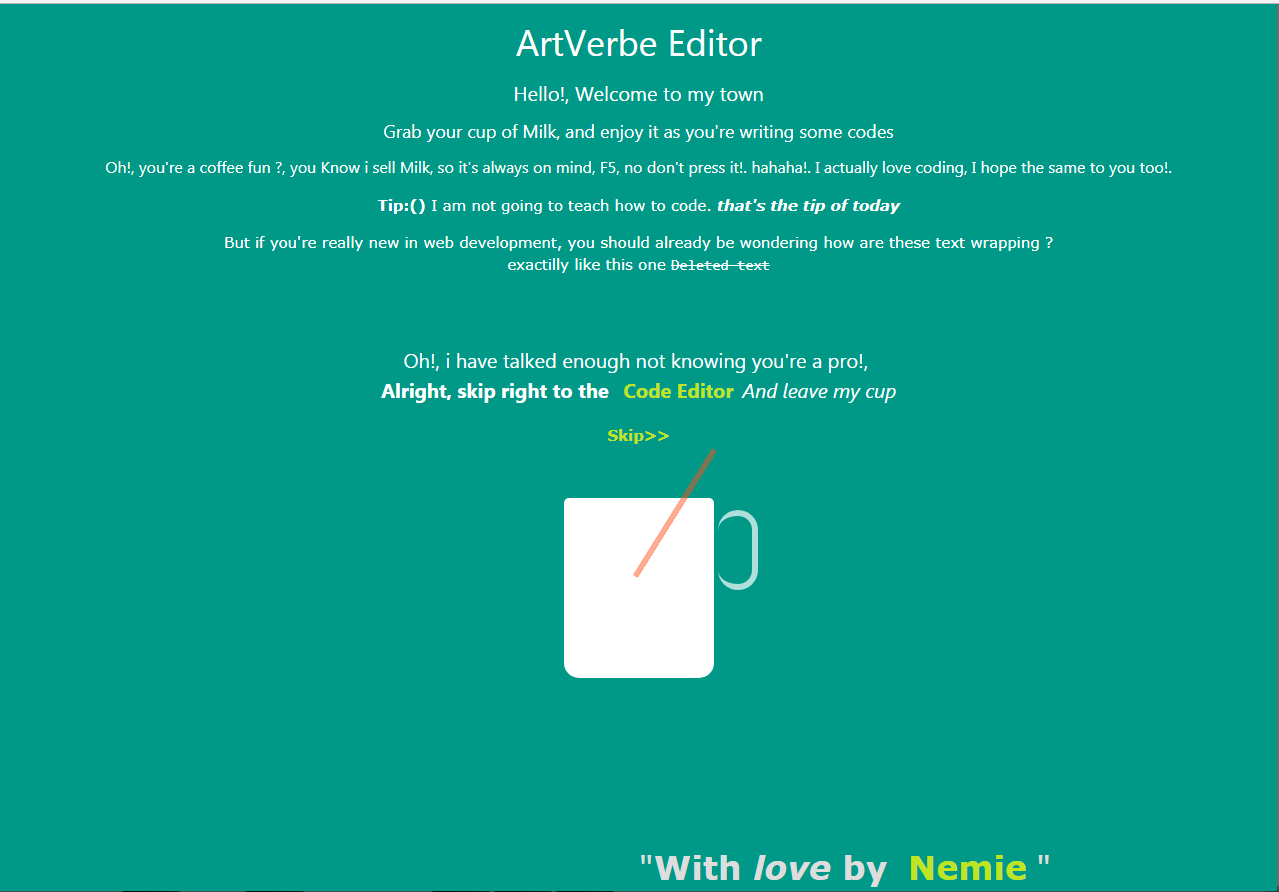 ArtVerbe Editor
Hello!, Welcome to my town
Grab your cup of Milk, and enjoy it as you're writing some codes
Oh!, you're a coffee fun ?, you Know i sell Milk, so it's always on mind, F5, no don't press it!. hahaha!. I actually love coding, I hope the same to you too!.
Tip:() I am not going to teach how to code. that's the tip of today
But if you're really new in web development, you should already be wondering how are these text wrapping ?
exactilly like this one Deleted text
Oh!, i have talked enough not knowing you're a pro!,
Alright, skip right to the Code Editor And leave my cup
Skip>>
"With love by Nemie "